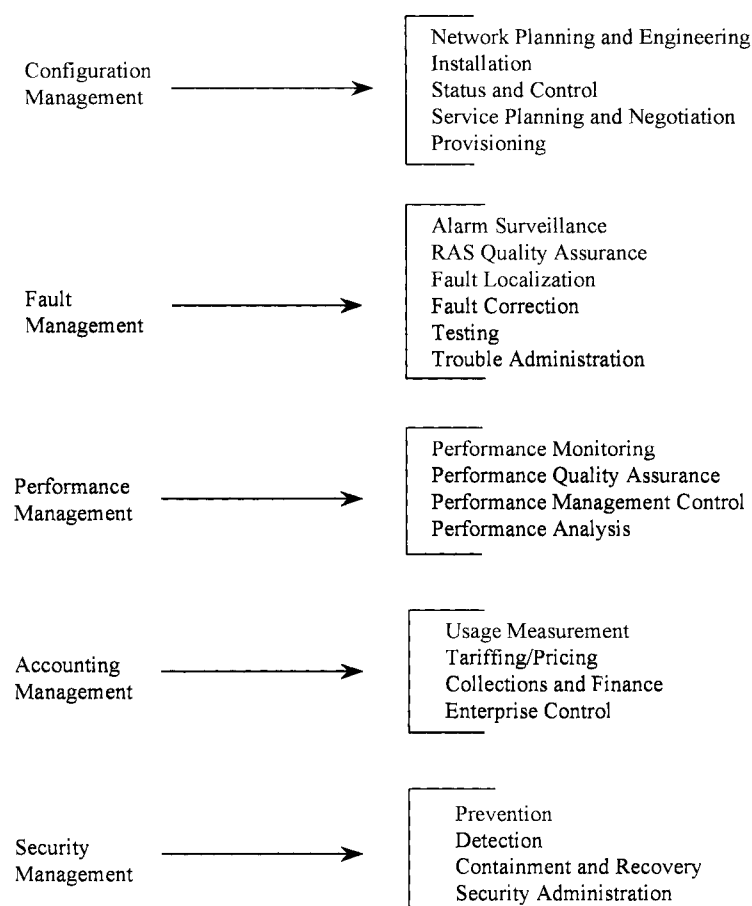 Configuration
Management
Network Planning and Engineering
Installation
Status and Control
Service Planning and Negotiation
Provisioning
Fault
Management
Alarm Surveillance
RAS Quality Assurance
Fault Localization
Fault Correction
Testing
Trouble Administration
Performance
Management
Performance Monitoring
Performance Quality Assurance
Performance Management Control
Performance Analysis
Accounting
Management
Usage Measurement
Tariffing/Pricing
Collections and Finance
Enterprise Control
Security
Management
Prevention
Detection
Containment and Recovery
Security Administration